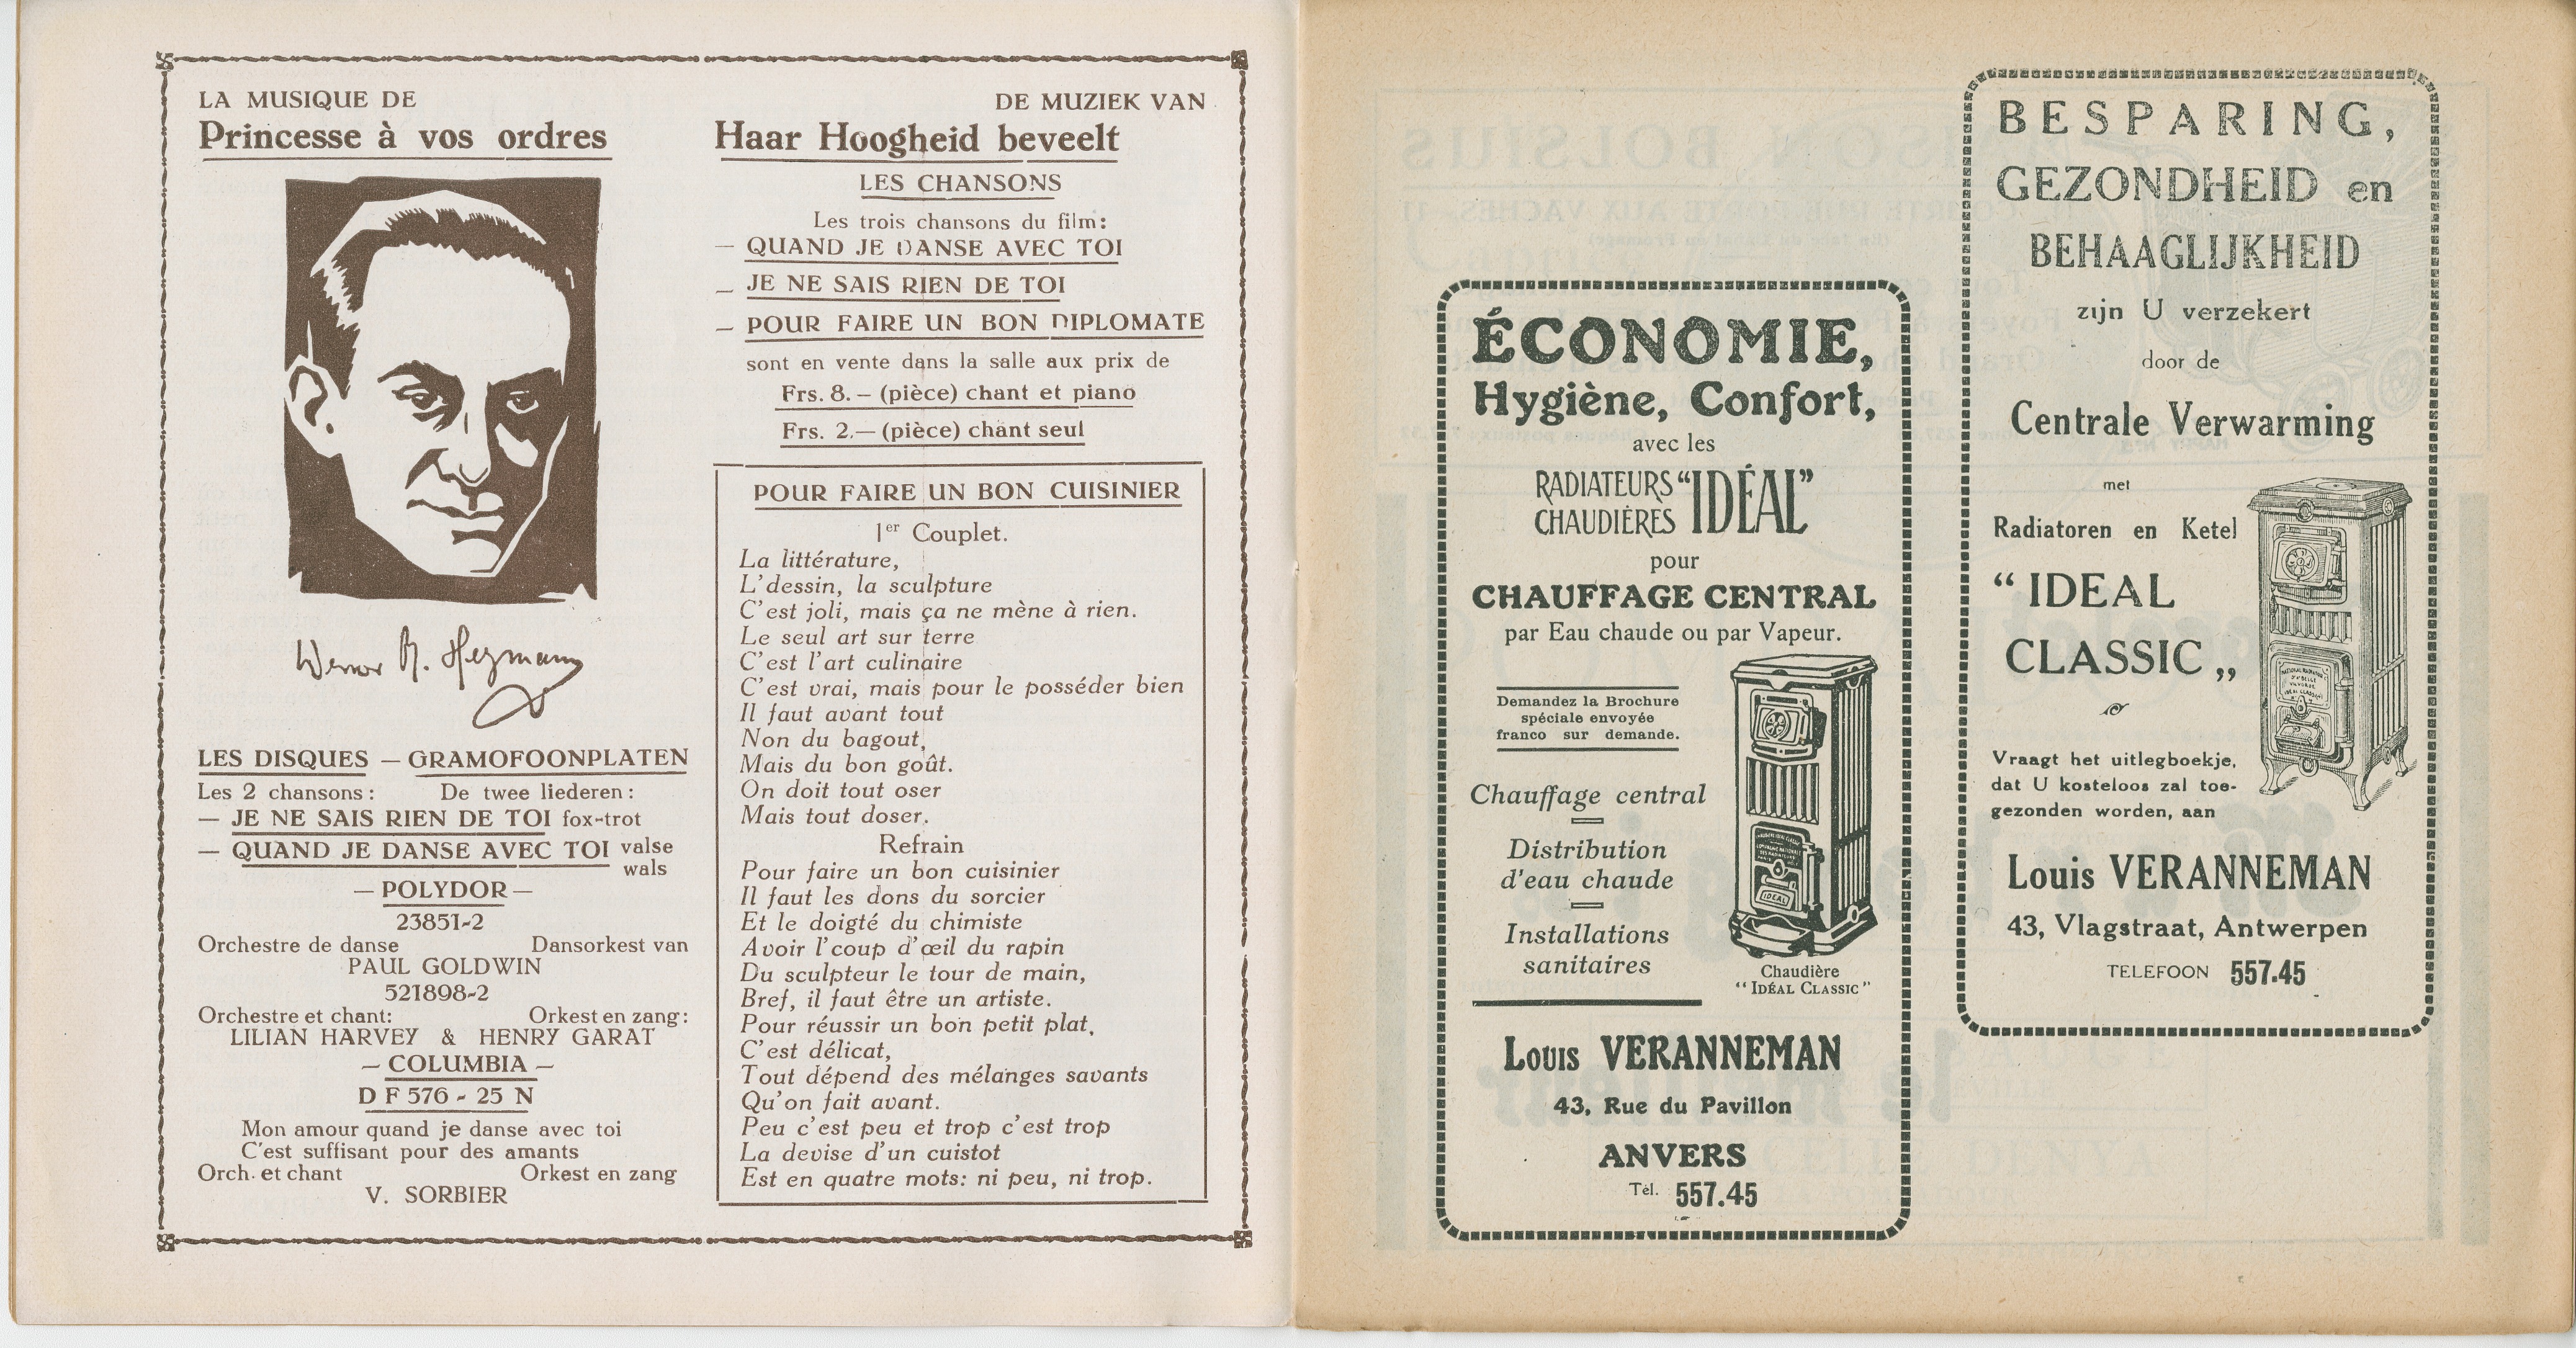 LA MUSIQUE DE
Princesse à vos ordres
Werner R. Heymann
LES DISQUES — GRAMOFOONPLATEN
Les 2 chansons : De twee liederen :
— JE NE SAIS RIEN DE TOI fox-trot
— QUAND JE DANSE AVEC TOI valse
wals
— POLYDOR —
23851-2
Orchestre de danse Dansorkest van
PAUL GOLDWIN
521898-2
Orchestre et chant: Orkest en zang:
LILIAN HARVEY & HENRY GARAT
— COLUMBIA —
D F 576 - 25 N
Mon amour quand je danse avec toi
C'est suffisant pour des amants
Orch. et chant Orkest en zang
V. SORBIER
DE MUZIEK VAN
Haar Hoogheid beveelt
LES CHANSONS
Les trois chansons du film:
— QUAND JE DANSE AVEC TOI
— JE NE SAIS RIEN DE TOI
— POUR FAIRE UN BON DIPLOMATE
sont en vente dans la salle aux prix de
Frs. 8. — (pièce) chant et piano
Frs. 2.— (pièce) chant seul
POUR FAIRE UN BON CUISINIER
1er Couplet.
La littérature,
L'dessin, la sculpture
C'est joli, mais ça ne mène à rien.
Le seul art sur terre
C'est l'art culinaire
C'est vrai, mais pour le posséder bien
Il faut avant tout
Non du bagout,
Mais du bon goût.
On doit tout oser
Mais tout doser.
Refrain
Pour faire un bon cuisinier
Il faut les dons du sorcier
Et le doigté du chimiste
Avoir l'coup d'œil du rapin
Du sculpteur le tour de main,
Bref, il faut être un artiste.
Pour réussir un bon petit plat,
C'est délicat,
Tout dépend des mélanges savants
Qu'on fait avant.
Peu c'est peu et trop c'est trop
La devise d'un cuistot
Est en quatre mots: ni peu, ni trop.
ÉCONOMIE,
Hygiène, Confort,
avec les
RADIATEURS "IDÉAL"
CHAUDIÈRES
pour
CHAUFFAGE CENTRAL
par Eau chaude ou par Vapeur.
Demandez la Brochure
spéciale envoyée
franco sur demande.
Chauffage central
Distribution
d'eau chaude
Installations
sanitaires
IDEAL
Chaudière
"IDÉAL CLASSIC"
Louis VERANNEMAN
43, Rue du Pavillon
ANVERS
Tél. 557.45
BESPARING,
GEZONDHEID en
BEHAAGLIJKHEID
zijn U verzekert
door de
Centrale Verwarming
met
Radiatoren en Ketel
"IDEAL
CLASSIC„
Vraagt het uitlegboekje,
dat U kosteloos zal toe-
gezonden worden, aan
Louis VERANNEMAN
43, Vlagstraat, Antwerpen
TELEFOON 557.45